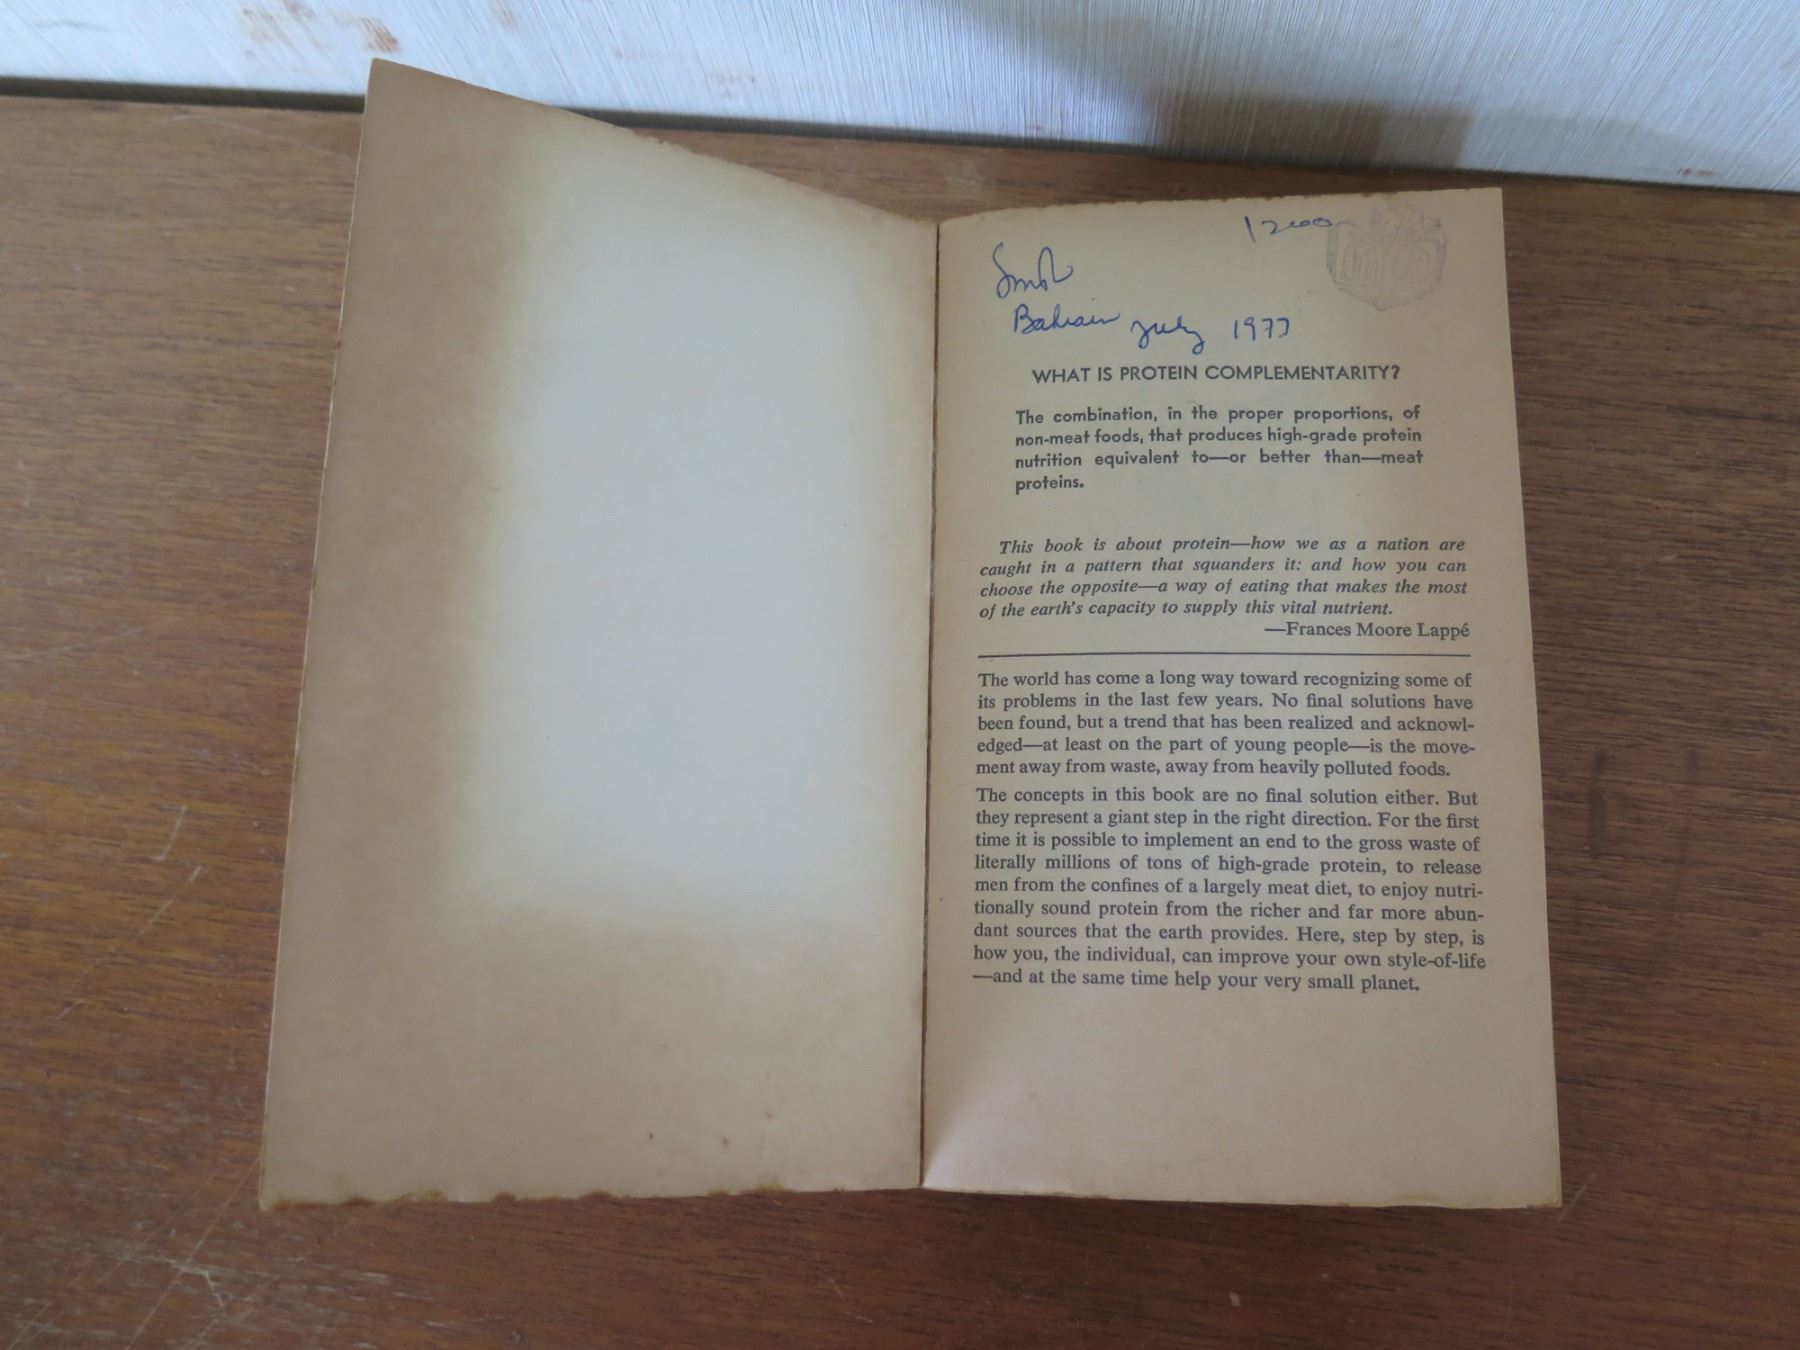 1200
Bahrain July 1977
WHAT IS PROTEIN COMPLEMENTARITY?
The combination, in the proper proportions, of
non-meat foods, that produces high-grade protein
nutrition equivalent to—or better than—meat
proteins.
This book is about protein—how we as a nation are
caught in a pattern that squanders it: and how you can
choose the opposite—a way of eating that makes the most
of the earth's capacity to supply this vital nutrient.
—Frances Moore Lappé
The world has come a long way toward recognizing some of
its problems in the last few years. No final solutions have
been found, but a trend that has been realized and acknowl-
edged—at least on the part of young people—is the move-
ment away from waste, away from heavily polluted foods.
The concepts in this book are no final solution either. But
they represent a giant step in the right direction. For the first
time it is possible to implement an end to the gross waste of
literally millions of tons of high-grade protein, to release
men from the confines of a largely meat diet, to enjoy nutri-
tionally sound protein from the richer and far more abun-
dant sources that the earth provides. Here, step by step, is
how you, the individual, can improve your own style-of-life
—and at the same time help your very small planet.